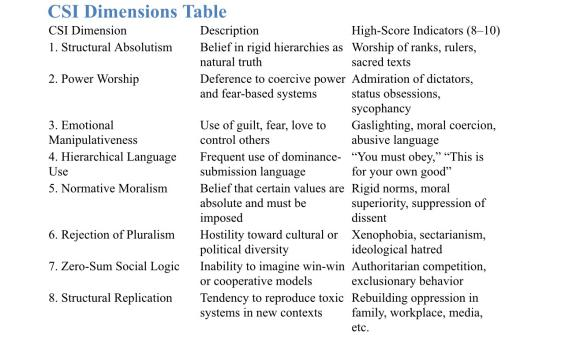 CSI Dimensions Table
CSI Dimension Description High-Score Indicators (8–10)
1. Structural Absolutism Belief in rigid hierarchies as Worship of ranks, rulers,
natural truth sacred texts
2. Power Worship Deference to coercive power Admiration of dictators,
and fear-based systems status obsessions,
sycophancy
3. Emotional Use of guilt, fear, love to Gaslighting, moral coercion,
Manipulativeness control others abusive language
4. Hierarchical Language Frequent use of dominance- “You must obey,” “This is
Use submission language for your own good”
5. Normative Moralism Belief that certain values are Rigid norms, moral
absolute and must be superiority, suppression of
imposed dissent
6. Rejection of Pluralism Hostility toward cultural or Xenophobia, sectarianism,
political diversity ideological hatred
7. Zero-Sum Social Logic Inability to imagine win-win Authoritarian competition,
or cooperative models exclusionary behavior
8. Structural Replication Tendency to reproduce toxic Rebuilding oppression in
systems in new contexts family, workplace, media,
etc.